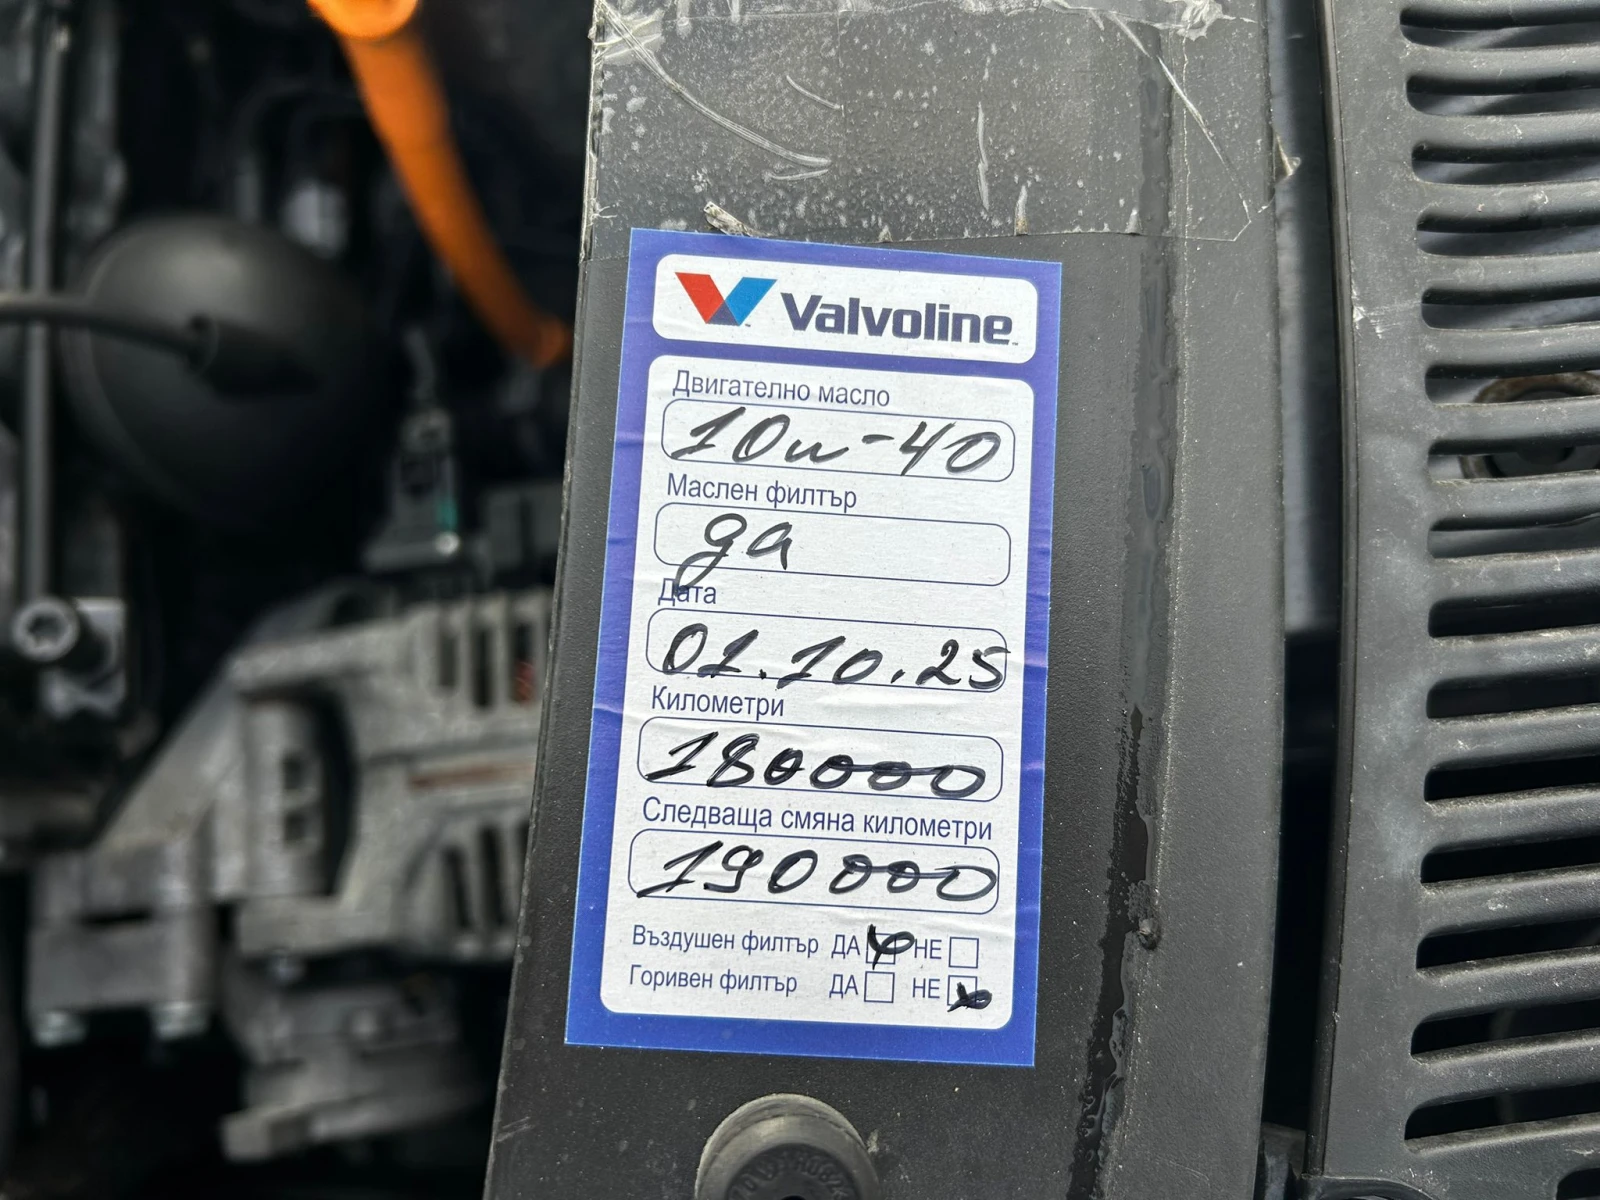 Valvoline
Двигателно масло
10w-40
Маслен филтър
да
Дата
01.10.25
Километри
180000
Следваща смяна километри
190000
Въздушен филтър ДА НЕ
Горивен филтър ДА НЕ